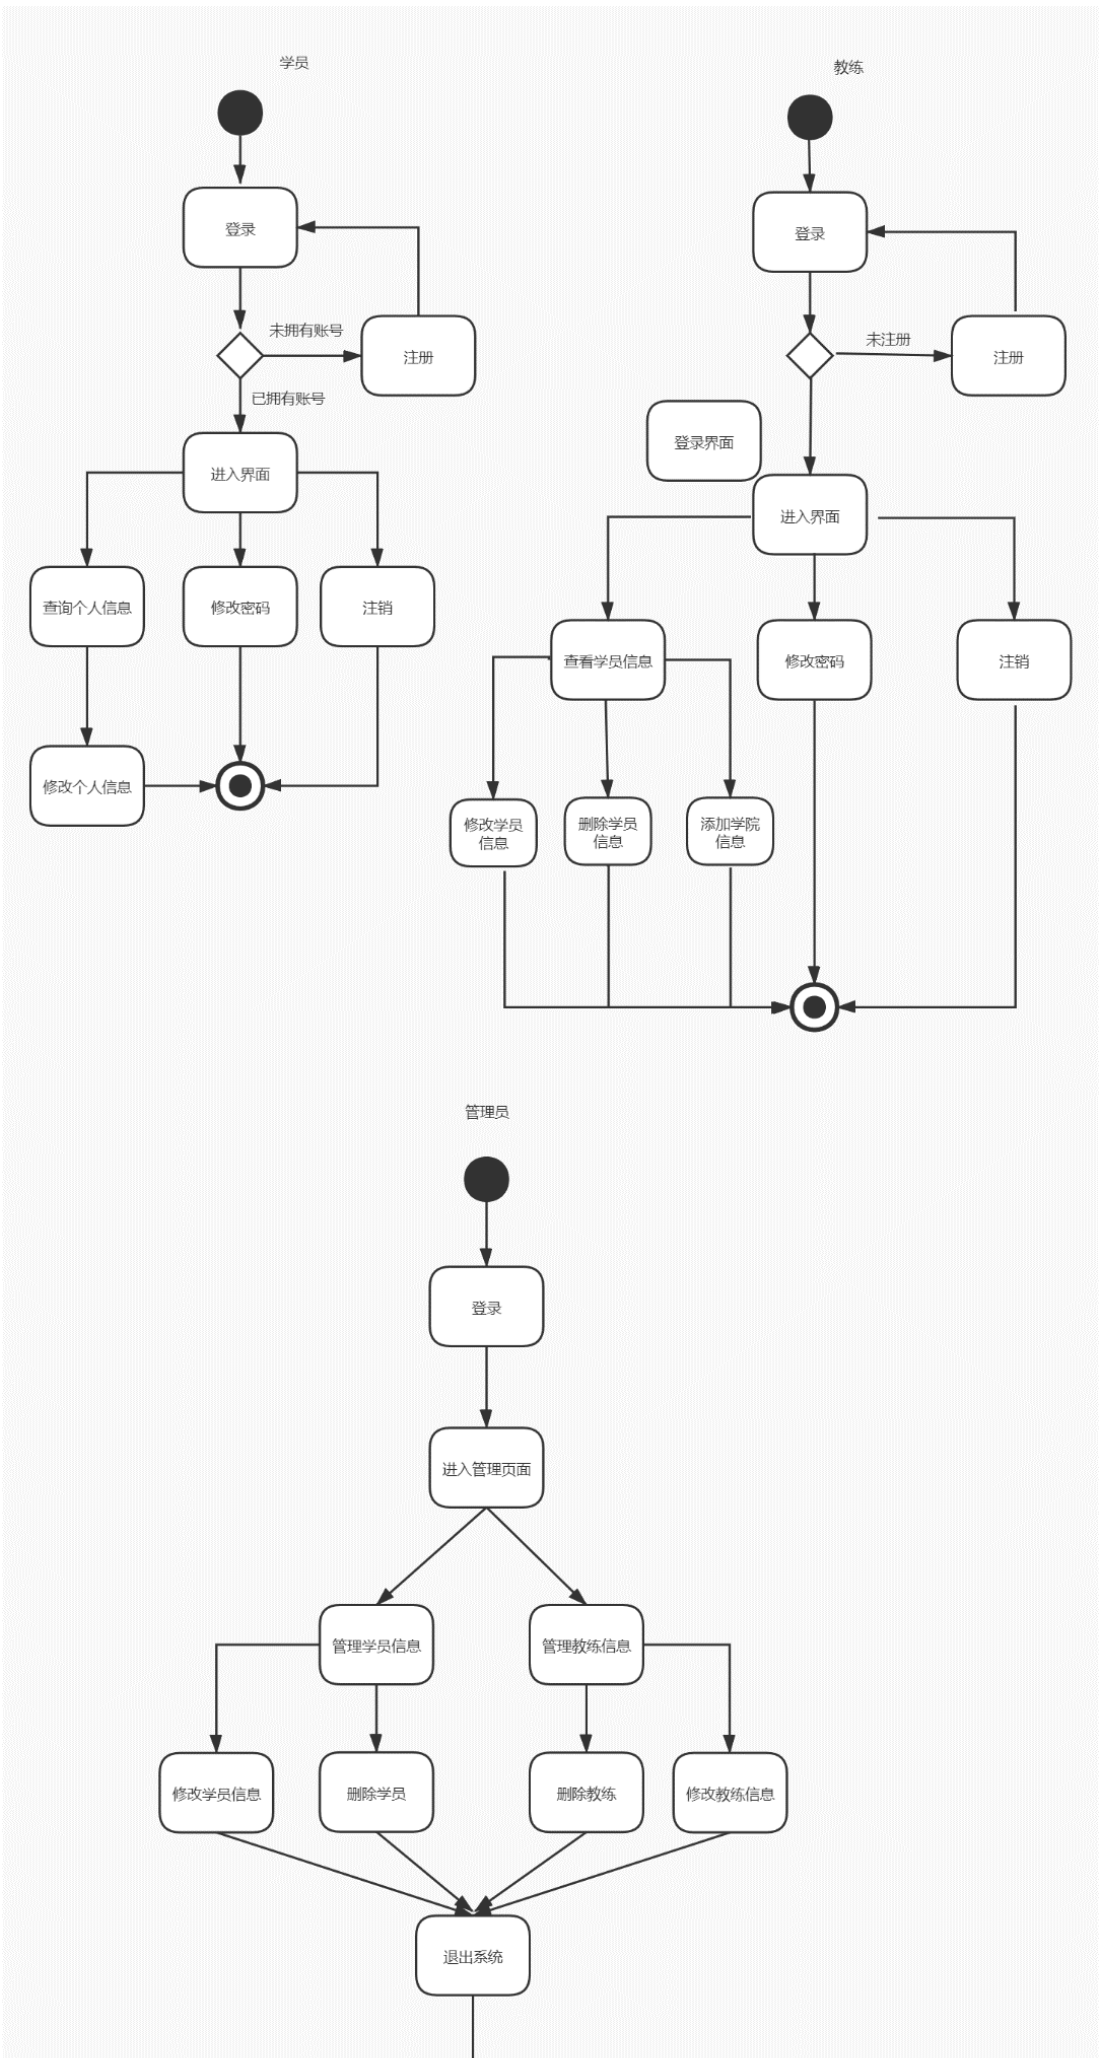 学员
登录
未拥有账号
注册
已拥有账号
进入界面
查询个人信息
修改密码
注销
修改个人信息
教练
登录
未注册
注册
登录界面
进入界面
查看学员信息
修改密码
注销
修改学员
信息
删除学员
信息
添加学院
信息
管理员
登录
进入管理页面
管理学员信息
管理教练信息
修改学员信息
删除学员
删除教练
修改教练信息
退出系统